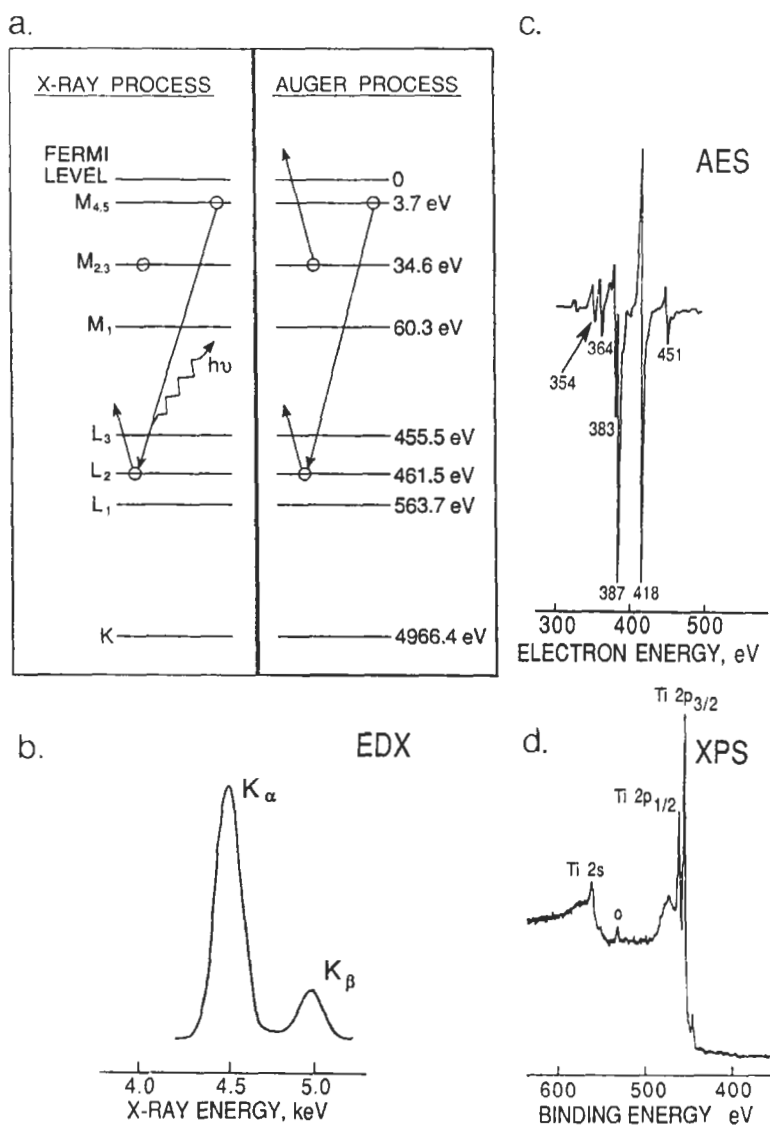 a.
X-RAY PROCESS
AUGER PROCESS
FERMI
LEVEL
0
M4,5
3.7 eV
M2,3
34.6 eV
M1
60.3 eV
hυ
L3
455.5 eV
L2
461.5 eV
L1
563.7 eV
K
4966.4 eV
b.
EDX
Kα
Kβ
4.0 4.5 5.0
X-RAY ENERGY, keV
c.
AES
364
451
354
383
387 418
300 400 500
ELECTRON ENERGY, eV
d.
XPS
Ti 2p3/2
Ti 2p1/2
Ti 2s
o
600 500 400
BINDING ENERGY eV